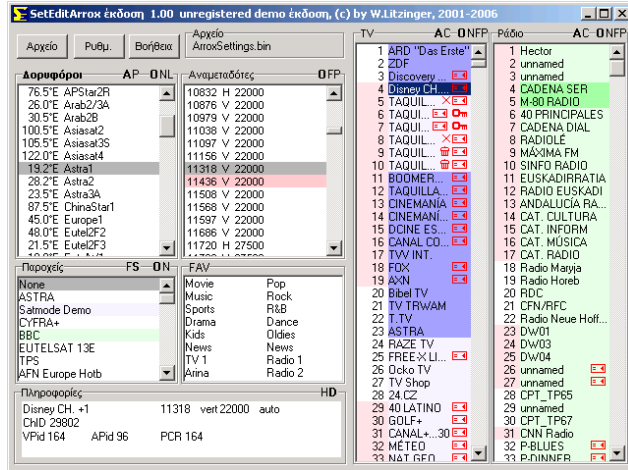 SetEditArrox έκδοση 1.00 unregistered demo έκδοση, (c) by W.Litzinger, 2001-2006
Αρχείο
Ρυθμ.
Βοήθεια
Αρχείο
ArroxSettings.bin
Δορυφόροι AP ONL
76.5°E APStar2R
26.0°E Arab2/3A
30.5°E Arab2B
100.5°E Asiasat2
105.5°E Asiasat3S
122.0°E Asiasat4
19.2°E Astra1
28.2°E Astra2
23.5°E Astra3A
87.5°E ChinaStar1
45.0°E Europe1
48.0°E Eutel2F2
21.5°E Eutel2F3
Αναμεταδότες OFP
10832 H 22000
10876 V 22000
10979 V 22000
11038 V 22000
11097 V 22000
11156 V 22000
11318 V 22000
11436 V 22000
11508 V 22000
11568 V 22000
11597 V 22000
11686 V 22000
11720 H 27500
Παροχείς FS ON
None
ASTRA
Satmode Demo
CYFRA+
BBC
EUTELSAT 13E
TPS
AFN Europe Hotb
FAV
Movie Pop
Music Rock
Sports R&B
Drama Dance
Kids Oldies
News News
TV 1 Radio 1
Arina Radio 2
Πληροφορίες HD
Disney CH. +1 11318 vert 22000 auto
ChID 29802
VPid 164 APid 96 PCR 164
TV AC ONFP
1 ARD "Das Erste"
2 ZDF
3 Discovery ...
4 Disney CH....
5 TAQUIL...
6 TAQUI...
7 TAQUI...
8 TAQUIL...
9 TAQUIL...
10 TAQUIL...
11 BOOMER...
12 TAQUILLA...
13 CINEMANÍA
14 CINEMANÍ...
15 DCINE ES...
16 CANAL CO...
17 TVV INT.
18 FOX
19 AXN
20 Bibel TV
21 TV TRWAM
22 T.TV
23 ASTRA
24 RAZE TV
25 FREE-X LI...
26 Ocko TV
27 TV Shop
28 24.CZ
29 40 LATINO
30 GOLF+
31 CANAL+...30
32 MÉTEO
33 NAT GEO
Ράδιο AC ONFP
1 Hector
2 unnamed
3 unnamed
4 CADENA SER
5 M-80 RADIO
6 40 PRINCIPALES
7 CADENA DIAL
8 RADIOLÉ
9 MÁXIMA FM
10 SINFO RADIO
11 EUSKADIRRATIA
12 RADIO EUSKADI
13 ANDALUCÍA RA...
14 CAT. CULTURA
15 CAT. INFORM
16 CAT. MÚSICA
17 CAT. RADIO
18 Radio Maryja
19 Radio Horeb
20 RDC
21 CFN/RFC
22 Radio Neue Hoff...
23 DW01
24 DW03
25 DW04
26 unnamed
27 unnamed
28 CPT_TP65
29 unnamed
30 CPT_TP67
31 CNN Radio
32 P-BLUES
33 P-DINNER